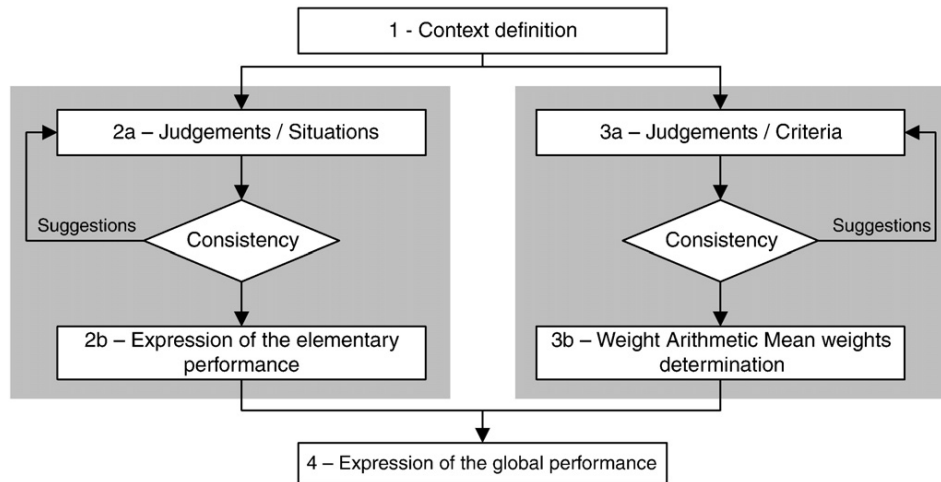 1 - Context definition
2a – Judgements / Situations
3a – Judgements / Criteria
Suggestions
Consistency
Consistency
Suggestions
2b – Expression of the elementary
performance
3b – Weight Arithmetic Mean weights
determination
4 – Expression of the global performance